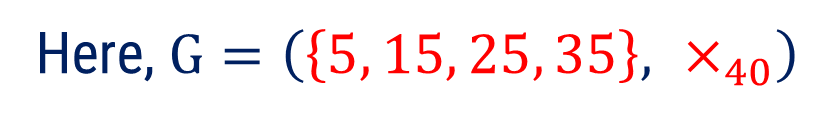 Here, G = ({5, 15, 25, 35}, ×₄₀)